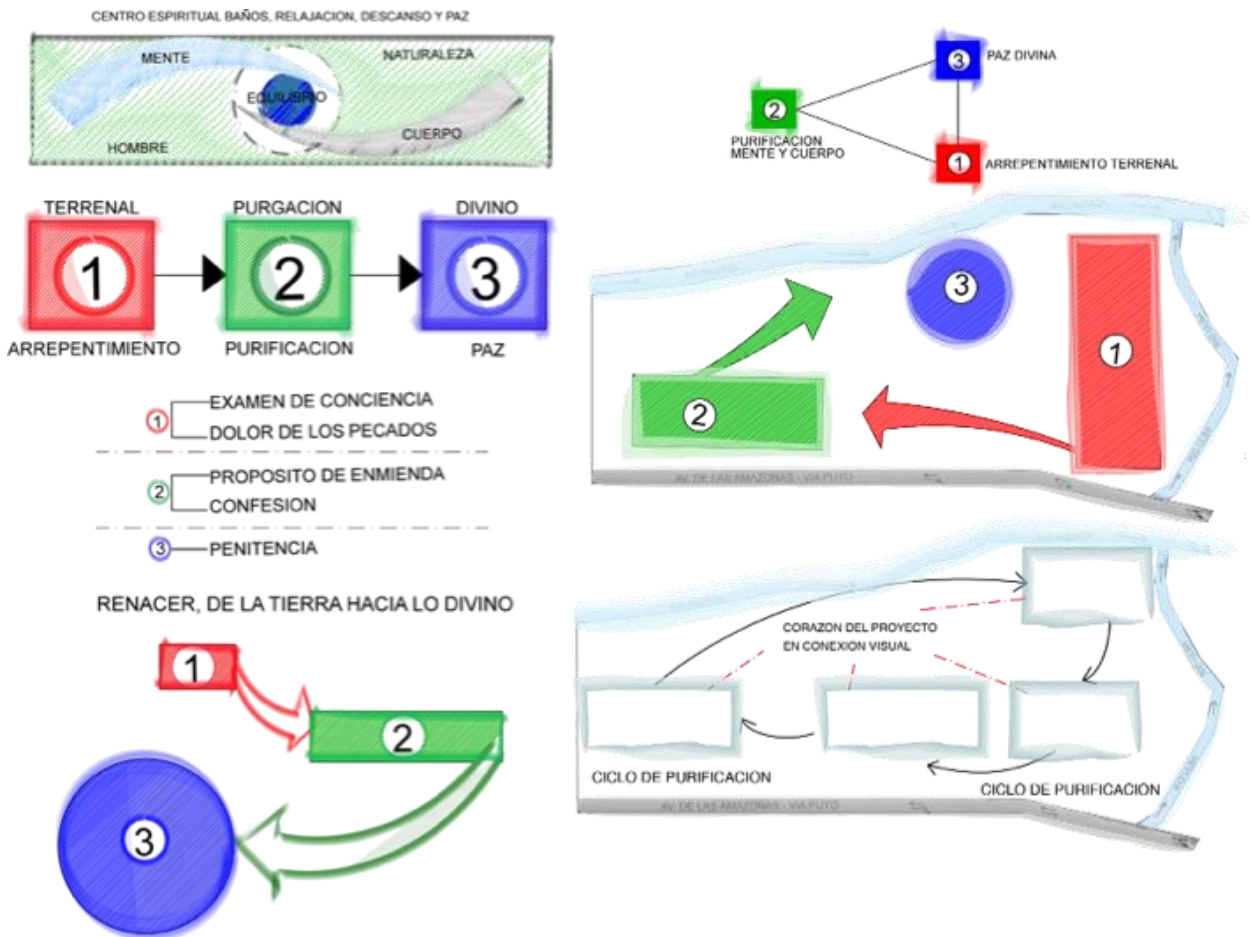 CENTRO ESPIRITUAL BAÑOS, RELAJACION, DESCANSO Y PAZ
MENTE
NATURALEZA
EQUILIBRIO
CUERPO
HOMBRE
TERRENAL
PURGACION
DIVINO
1
2
3
ARREPENTIMIENTO
PURIFICACION
PAZ
1
EXAMEN DE CONCIENCIA
DOLOR DE LOS PECADOS
2
PROPOSITO DE ENMIENDA
CONFESION
3
PENITENCIA
RENACER, DE LA TIERRA HACIA LO DIVINO
1
2
3
3
PAZ DIVINA
2
PURIFICACION
MENTE Y CUERPO
1
ARREPENTIMIENTO TERRENAL
3
1
2
AV. DE LAS AMAZONAS - VIA PUYO
CORAZON DEL PROYECTO
EN CONEXION VISUAL
CICLO DE PURIFICACION
CICLO DE PURIFICACION
AV. DE LAS AMAZONAS - VIA PUYO